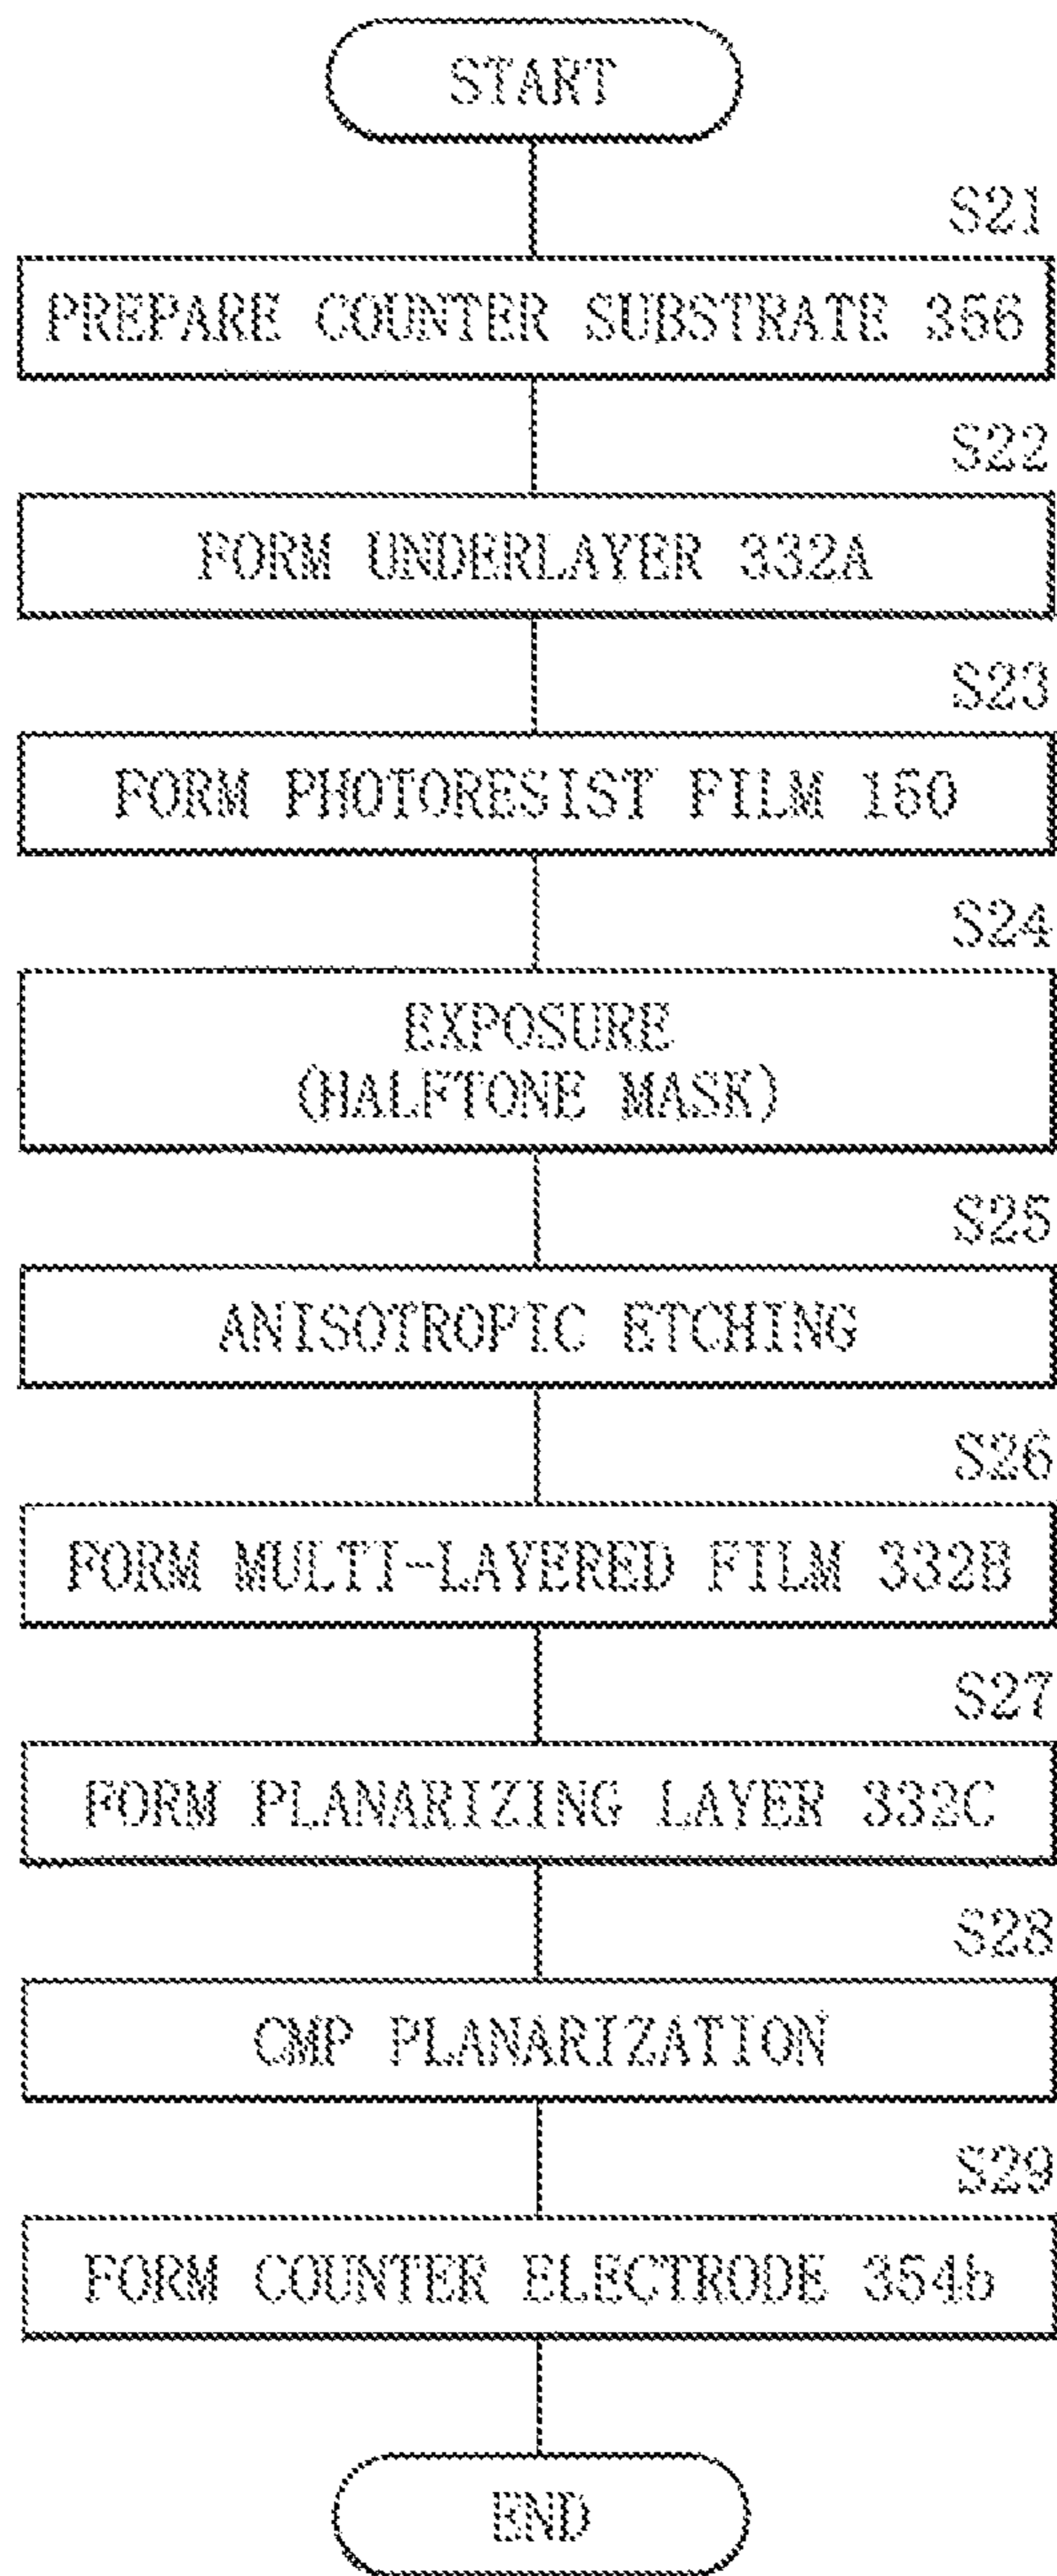 START
S21
PREPARE COUNTER SUBSTRATE 356
S22
FORM UNDERLAYER 332A
S23
FORM PHOTORESIST FILM 150
S24
EXPOSURE
(HALFTONE MASK)
S25
ANISOTROPIC ETCHING
S26
FORM MULTI-LAYERED FILM 332B
S27
FORM PLANARIZING LAYER 332C
S28
CMP PLANARIZATION
S29
FORM COUNTER ELECTRODE 354b
END